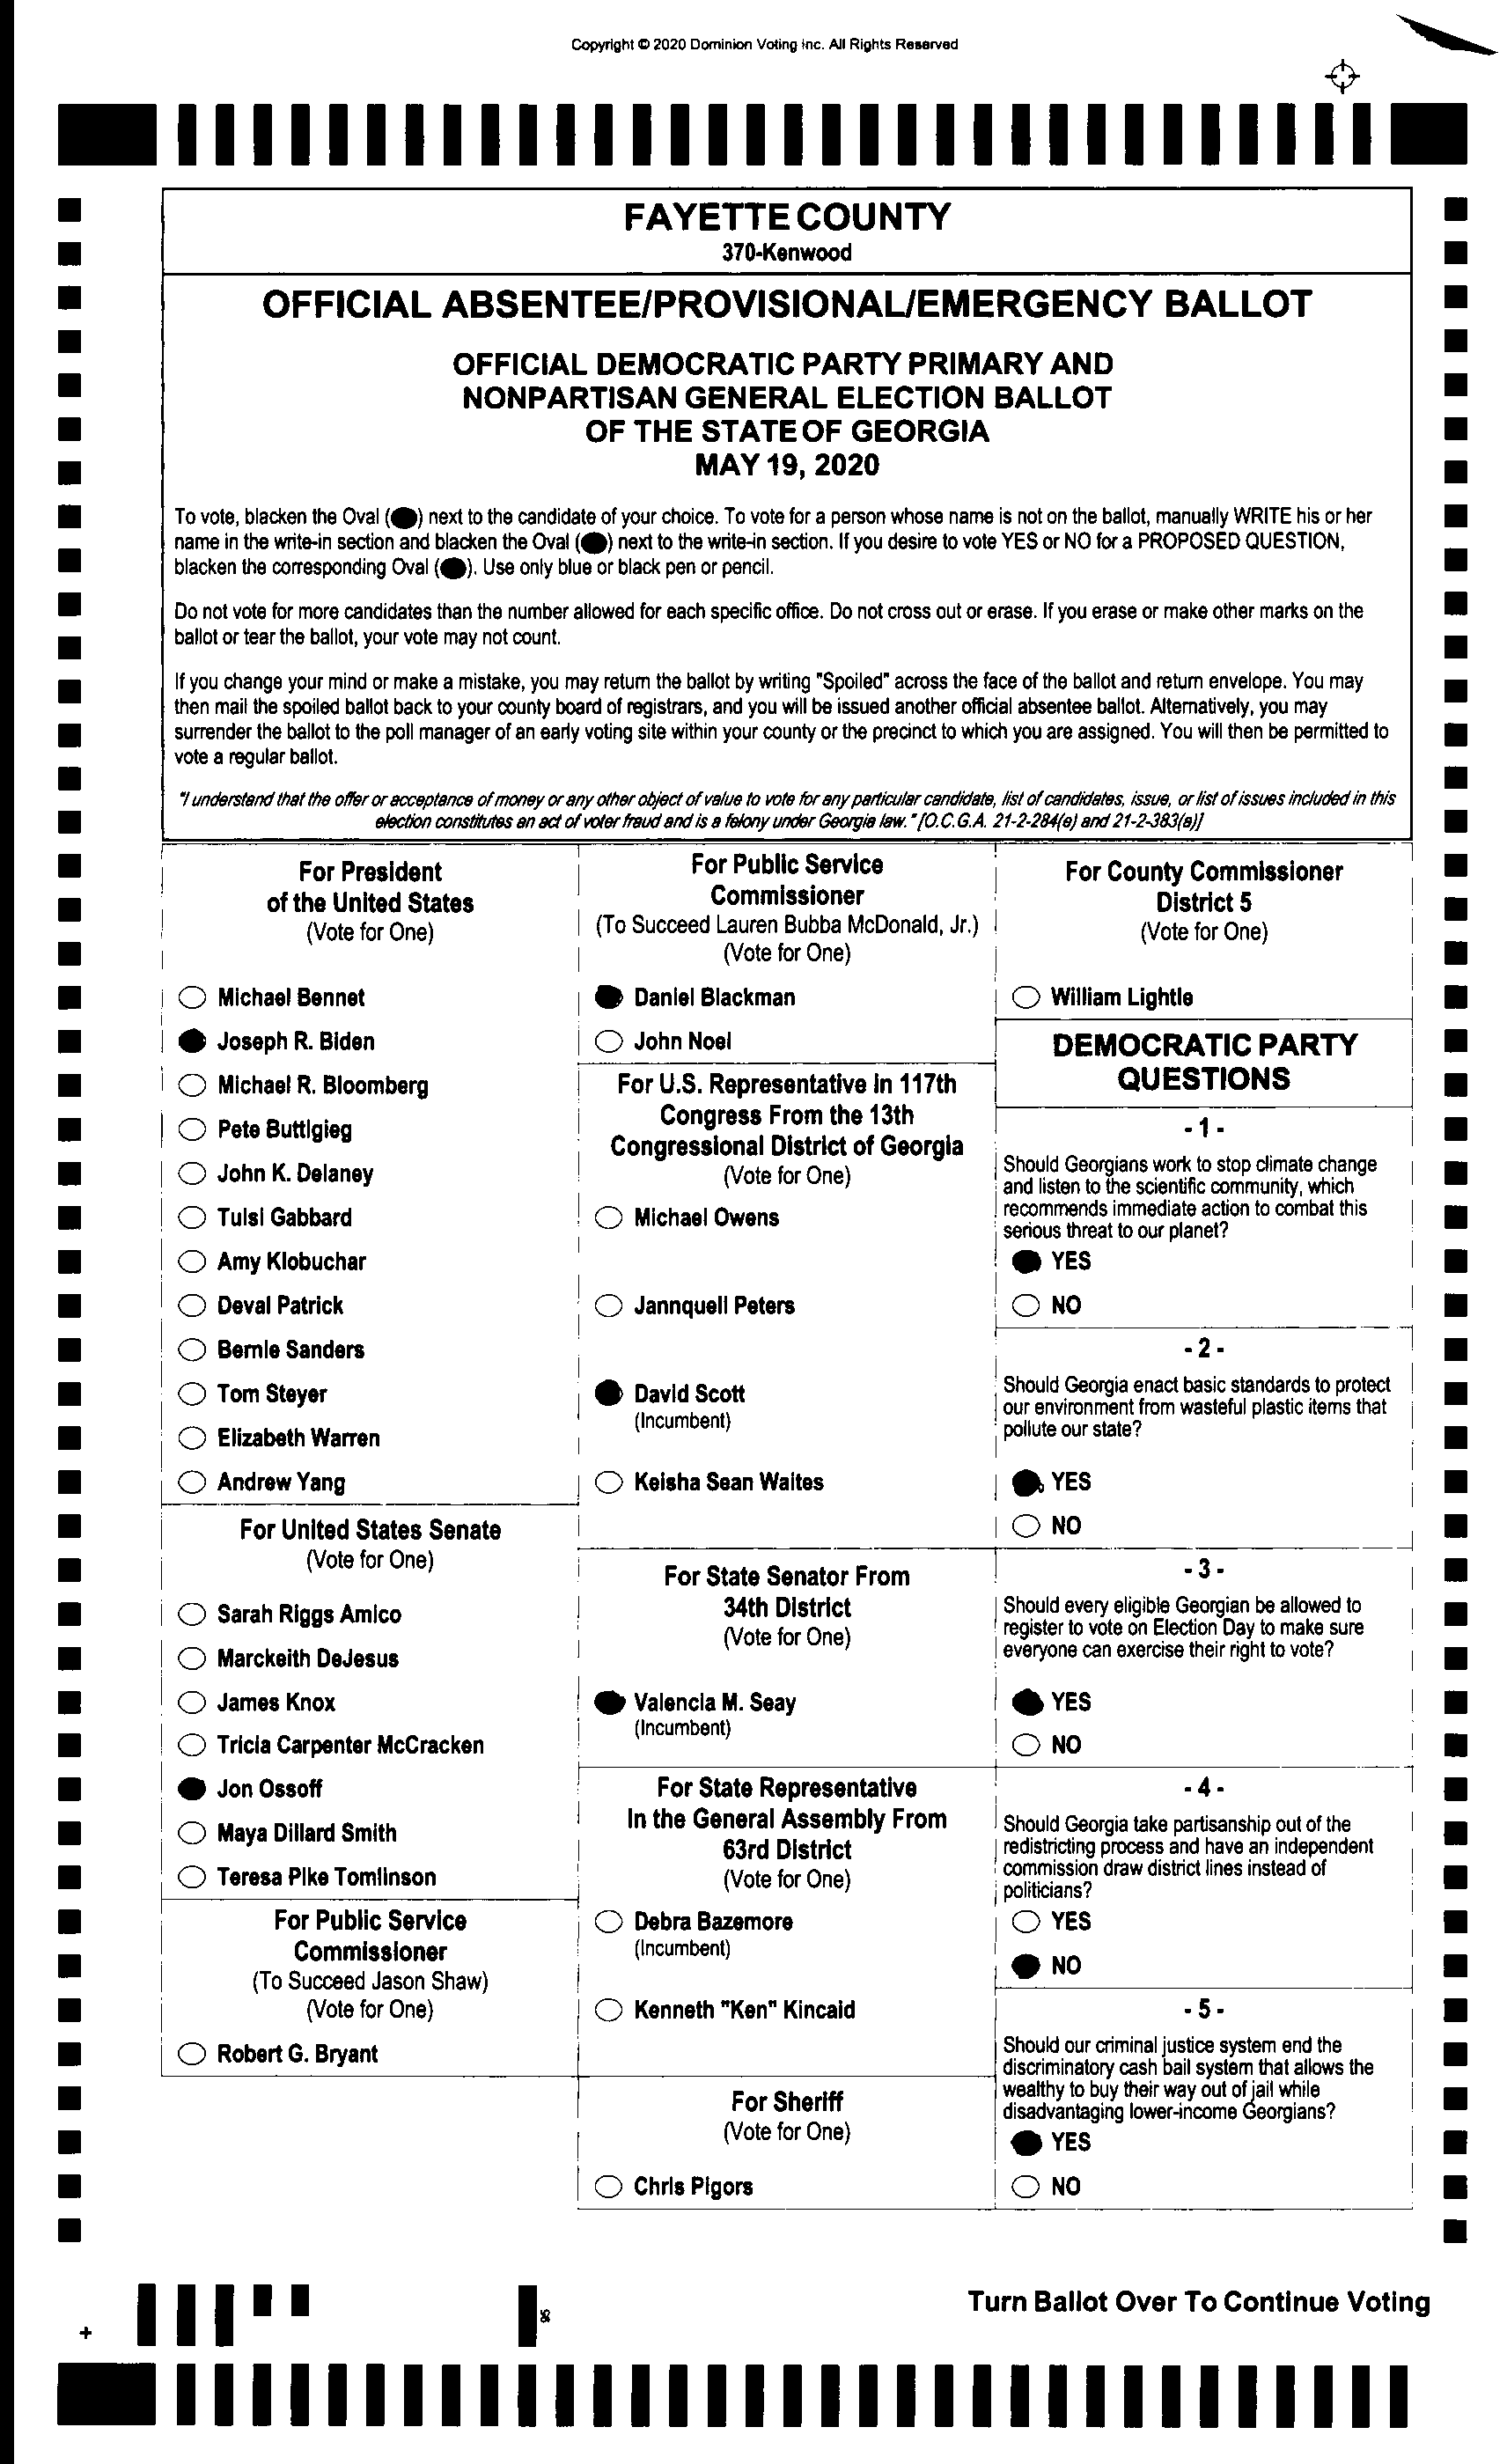 Copyright © 2020 Dominion Voting Inc. All Rights Reserved
FAYETTE COUNTY
370-Kenwood
OFFICIAL ABSENTEE/PROVISIONAL/EMERGENCY BALLOT
OFFICIAL DEMOCRATIC PARTY PRIMARY AND
NONPARTISAN GENERAL ELECTION BALLOT
OF THE STATE OF GEORGIA
MAY 19, 2020
To vote, blacken the Oval ( ) next to the candidate of your choice. To vote for a person whose name is not on the ballot, manually WRITE his or her
name in the write-in section and blacken the Oval ( ) next to the write-in section. If you desire to vote YES or NO for a PROPOSED QUESTION,
blacken the corresponding Oval ( ). Use only blue or black pen or pencil.
Do not vote for more candidates than the number allowed for each specific office. Do not cross out or erase. If you erase or make other marks on the
ballot or tear the ballot, your vote may not count.
If you change your mind or make a mistake, you may return the ballot by writing "Spoiled" across the face of the ballot and return envelope. You may
then mail the spoiled ballot back to your county board of registrars, and you will be issued another official absentee ballot. Alternatively, you may
surrender the ballot to the poll manager of an early voting site within your county or the precinct to which you are assigned. You will then be permitted to
vote a regular ballot.
"I understand that the offer or acceptance of money or any other object of value to vote for any particular candidate, list of candidates, issue, or list of issues included in this
election constitutes an act of voter fraud and is a felony under Georgia law." [O.C.G.A. 21-2-284(e) and 21-2-383(a)]
For President
of the United States
(Vote for One)
Michael Bennet
Joseph R. Biden
Michael R. Bloomberg
Pete Buttigieg
John K. Delaney
Tulsi Gabbard
Amy Klobuchar
Deval Patrick
Bernie Sanders
Tom Steyer
Elizabeth Warren
Andrew Yang
For United States Senate
(Vote for One)
Sarah Riggs Amico
Marckeith DeJesus
James Knox
Tricia Carpenter McCracken
Jon Ossoff
Maya Dillard Smith
Teresa Pike Tomlinson
For Public Service
Commissioner
(To Succeed Jason Shaw)
(Vote for One)
Robert G. Bryant
For Public Service
Commissioner
(To Succeed Lauren Bubba McDonald, Jr.)
(Vote for One)
Daniel Blackman
John Noel
For U.S. Representative in 117th
Congress From the 13th
Congressional District of Georgia
(Vote for One)
Michael Owens
Jannquell Peters
David Scott
(Incumbent)
Keisha Sean Waites
For State Senator From
34th District
(Vote for One)
Valencia M. Seay
(Incumbent)
For State Representative
In the General Assembly From
63rd District
(Vote for One)
Debra Bazemore
(Incumbent)
Kenneth "Ken" Kincaid
For Sheriff
(Vote for One)
Chris Pigors
For County Commissioner
District 5
(Vote for One)
William Lightle
DEMOCRATIC PARTY
QUESTIONS
- 1 -
Should Georgians work to stop climate change
and listen to the scientific community, which
recommends immediate action to combat this
serious threat to our planet?
YES
NO
- 2 -
Should Georgia enact basic standards to protect
our environment from wasteful plastic items that
pollute our state?
YES
NO
- 3 -
Should every eligible Georgian be allowed to
register to vote on Election Day to make sure
everyone can exercise their right to vote?
YES
NO
- 4 -
Should Georgia take partisanship out of the
redistricting process and have an independent
commission draw district lines instead of
politicians?
YES
NO
- 5 -
Should our criminal justice system end the
discriminatory cash bail system that allows the
wealthy to buy their way out of jail while
disadvantaging lower-income Georgians?
YES
NO
Turn Ballot Over To Continue Voting